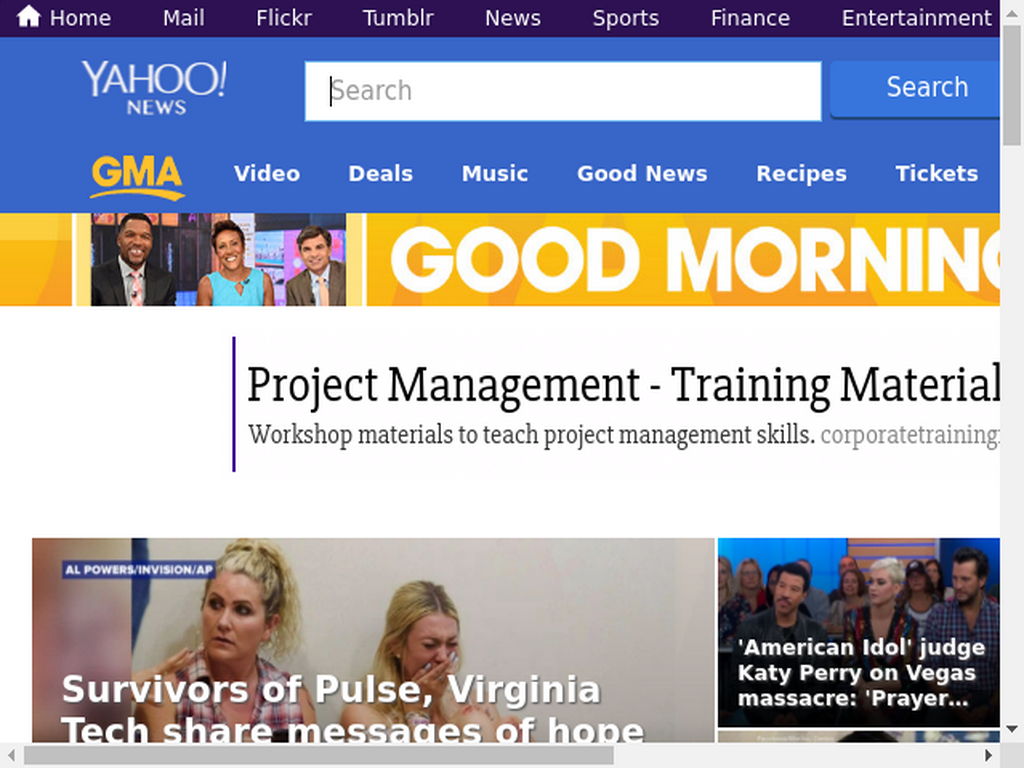 Home Mail Flickr Tumblr News Sports Finance Entertainment
YAHOO!
NEWS
Search
Search
GMA Video Deals Music Good News Recipes Tickets
GOOD MORNING
Project Management - Training Material
Workshop materials to teach project management skills. corporatetraining
AL POWERS/INVISION/AP
Survivors of Pulse, Virginia
Tech share messages of hope
'American Idol' judge
Katy Perry on Vegas
massacre: 'Prayer...